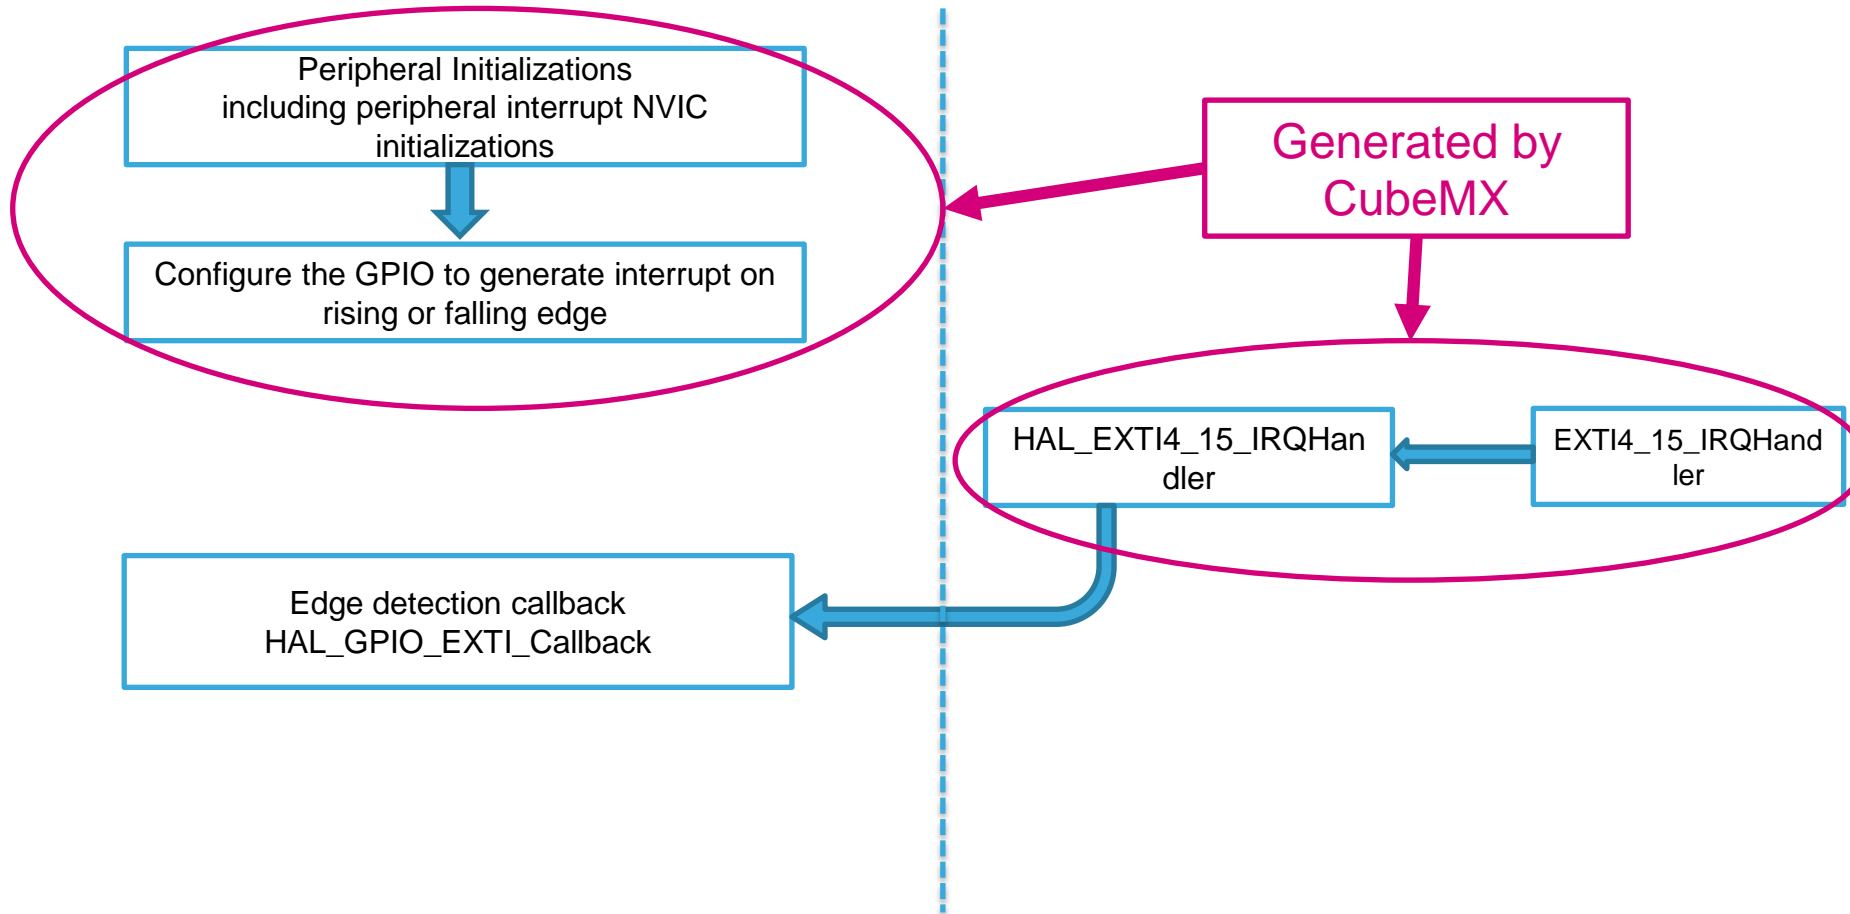 Peripheral Initializations
including peripheral interrupt NVIC
initializations
Configure the GPIO to generate interrupt on
rising or falling edge
Generated by
CubeMX
HAL_EXTI4_15_IRQHan
dler
EXTI4_15_IRQHand
ler
Edge detection callback
HAL_GPIO_EXTI_Callback